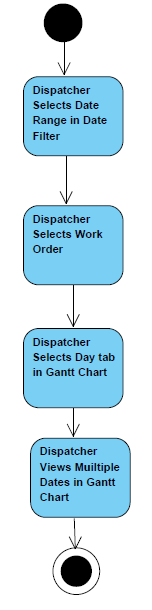 Dispatcher
Selects Date
Range in Date
Filter
Dispatcher
Selects Work
Order
Dispatcher
Selects Day tab
in Gantt Chart
Dispatcher
Views Muiltiple
Dates in Gantt
Chart